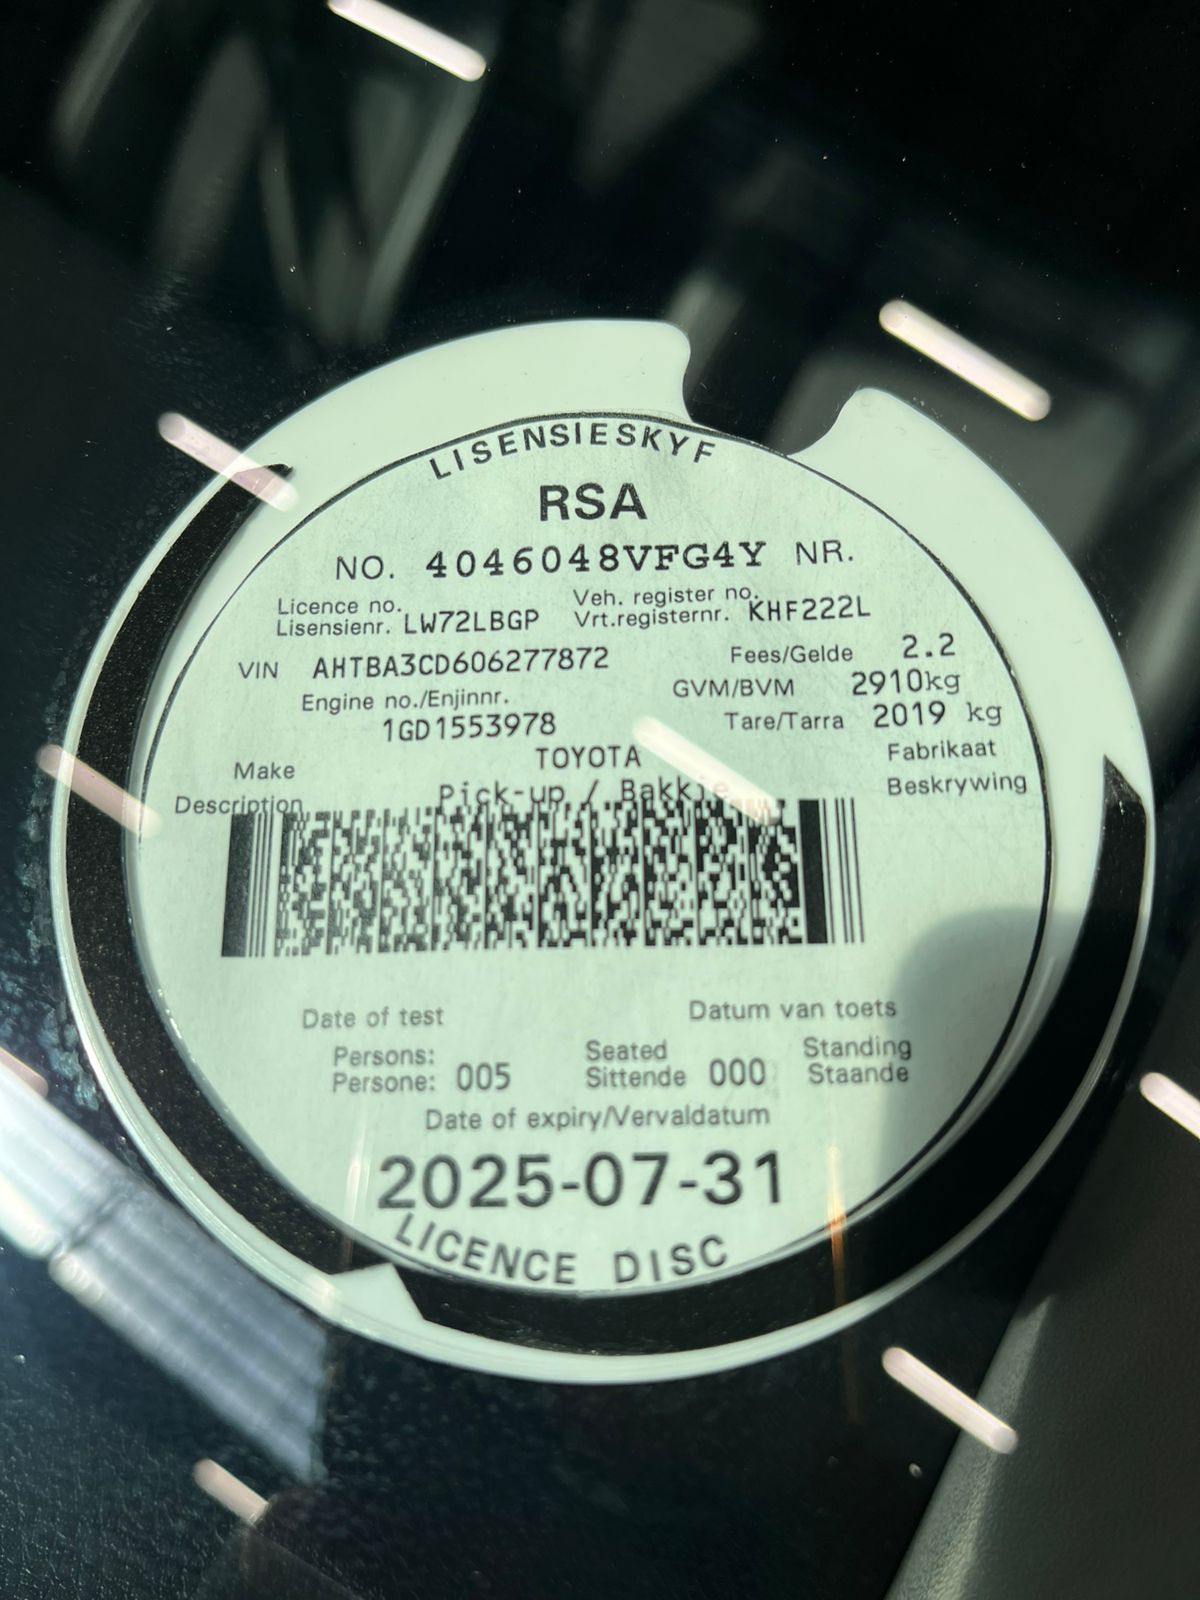 LISENSIESKYF
RSA
NO. 4046048VFG4Y NR.
Licence no.
Lisensienr. LW72LBGP
Veh. register no.
Vrt.registernr. KHF222L
VIN AHTBA3CD606277872
Fees/Gelde 2.2
Engine no./Enjinnr.
1GD1553978
GVM/BVM 2910kg
Tare/Tarra 2019 kg
Make TOYOTA Fabrikaat
Description Pick-up / Bakkie Beskrywing
Date of test Datum van toets
Persons: Seated Standing
Persone: 005 Sittende 000 Staande
Date of expiry/Vervaldatum
2025-07-31
LICENCE DISC